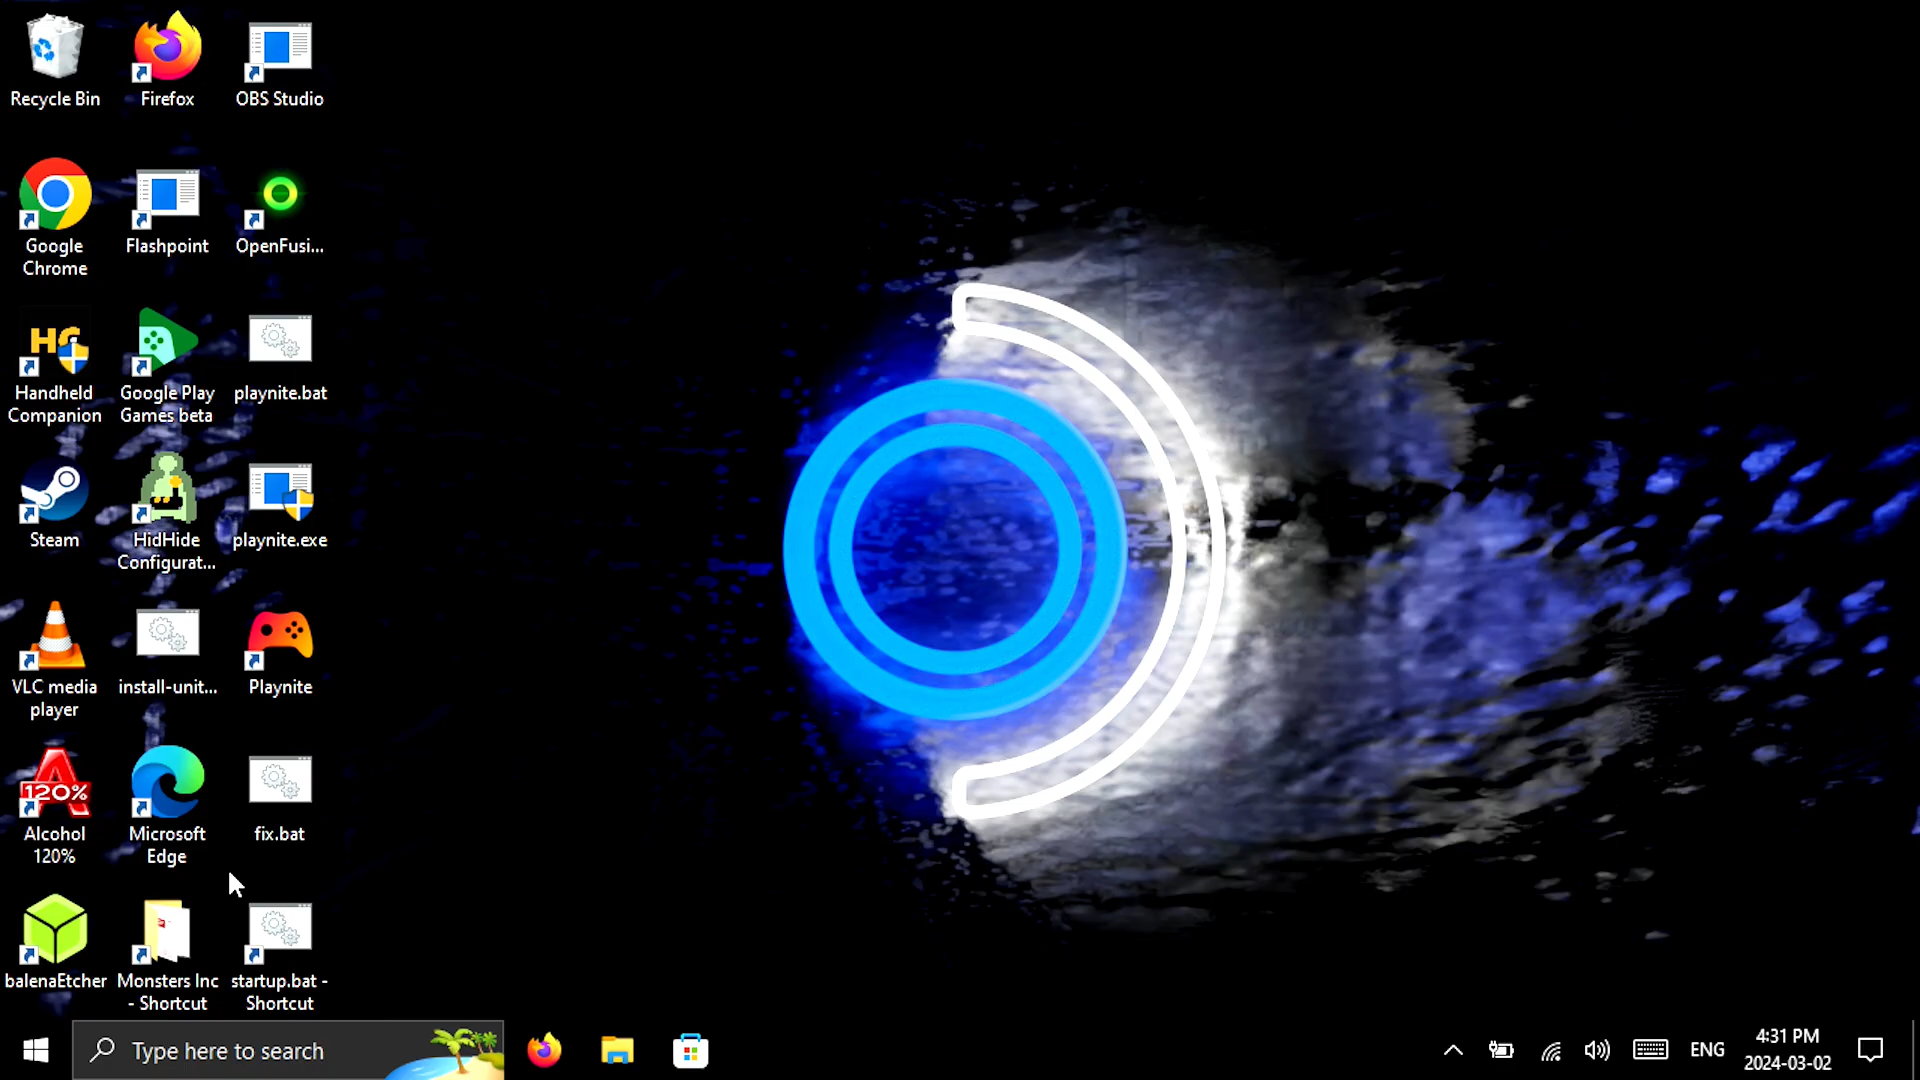 Recycle Bin
Firefox
OBS Studio
Google
Chrome
Flashpoint
OpenFusi...
HC
Handheld
Companion
Google Play
Games beta
playnite.bat
Steam
HidHide
Configurat...
playnite.exe
VLC media
player
install-unit...
Playnite
120%
Alcohol
120%
Microsoft
Edge
fix.bat
balenaEtcher
Monsters Inc
- Shortcut
startup.bat -
Shortcut
Type here to search
ENG
4:31 PM
2024-03-02